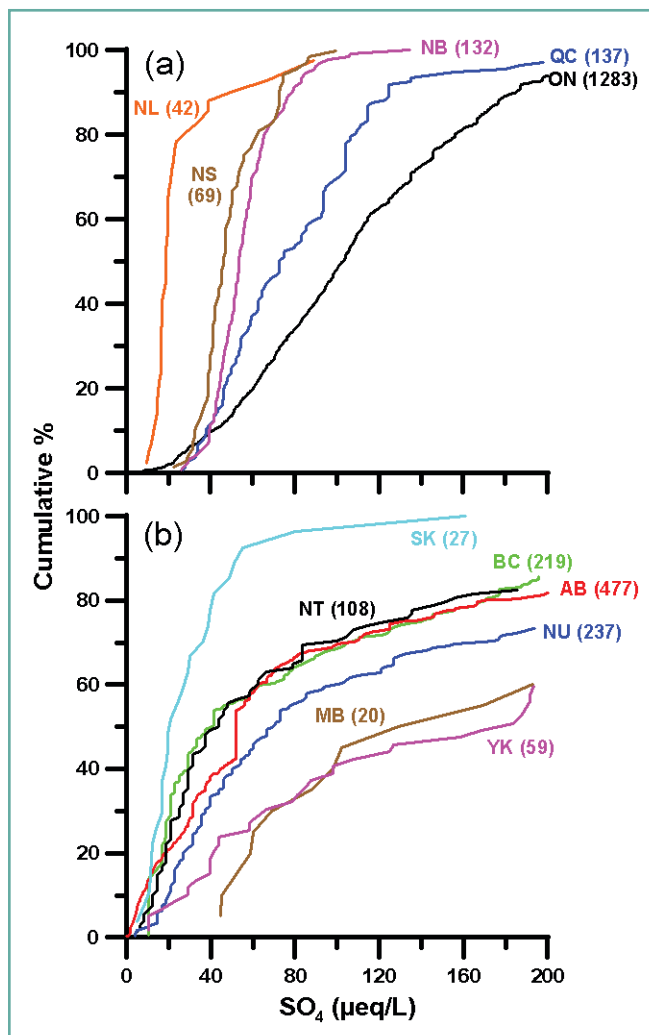 (a)
100
80
60
40
20
0
NL (42)
NS
(69)
NB (132)
QC (137)
ON (1283)
Cumulative %
(b)
100
80
60
40
20
0
SK (27)
BC (219)
NT (108)
AB (477)
NU (237)
MB (20)
YK (59)
0
40
80
120
160
200
SO₄ (µeq/L)